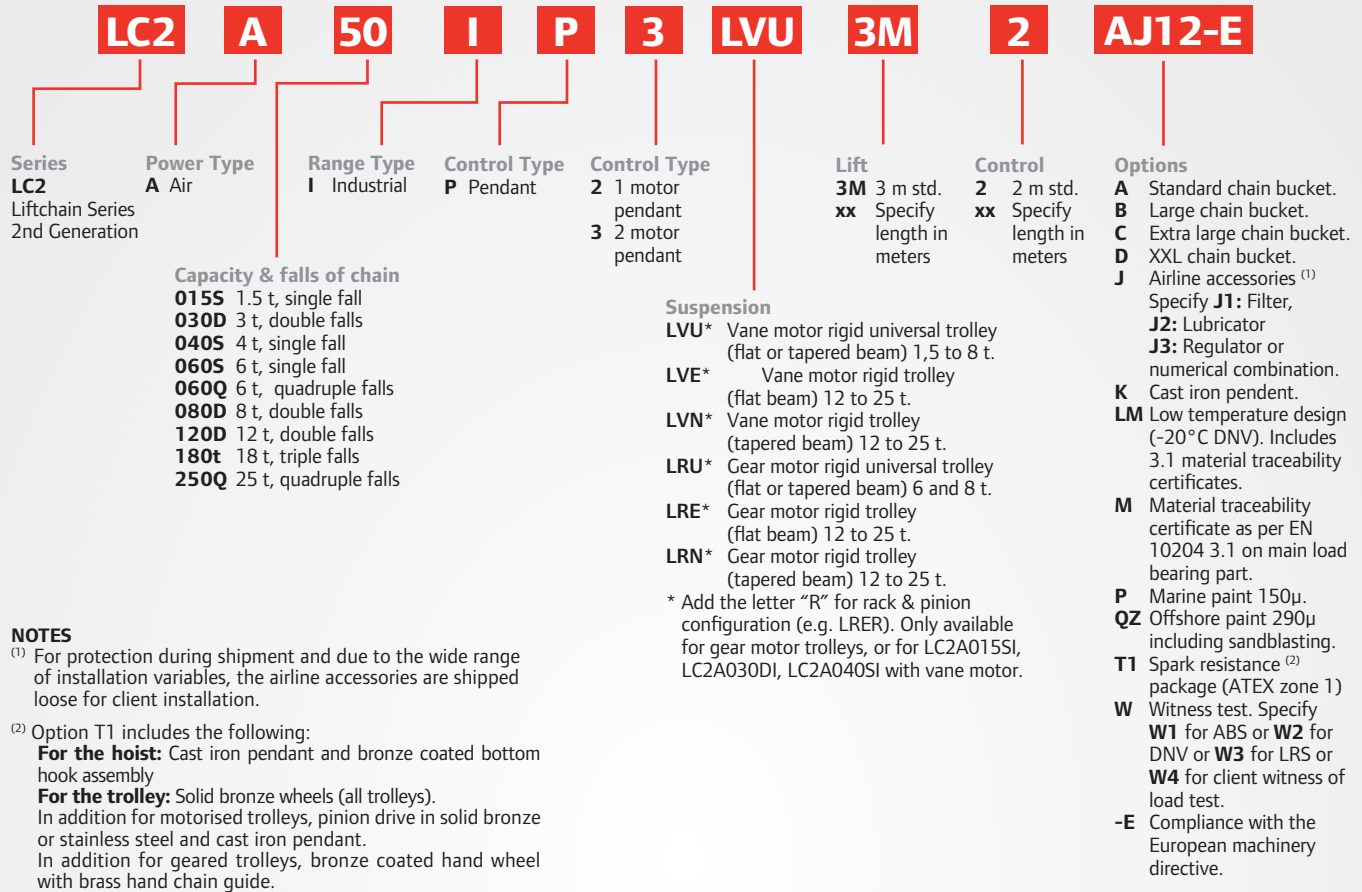 LC2 A 50 I P 3 LVU 3M 2 AJ12-E
Series
LC2
Liftchain Series
2nd Generation
Power Type
A Air
Capacity & falls of chain
015S 1.5 t, single fall
030D 3 t, double falls
040S 4 t, single fall
060S 6 t, single fall
060Q 6 t, quadruple falls
080D 8 t, double falls
120D 12 t, double falls
180t 18 t, triple falls
250Q 25 t, quadruple falls
Range Type
I Industrial
Control Type
P Pendant
Control Type
2 1 motor
pendant
3 2 motor
pendant
Suspension
LVU* Vane motor rigid universal trolley
(flat or tapered beam) 1,5 to 8 t.
LVE* Vane motor rigid trolley
(flat beam) 12 to 25 t.
LVN* Vane motor rigid trolley
(tapered beam) 12 to 25 t.
LRU* Gear motor rigid universal trolley
(flat or tapered beam) 6 and 8 t.
LRE* Gear motor rigid trolley
(flat beam) 12 to 25 t.
LRN* Gear motor rigid trolley
(tapered beam) 12 to 25 t.
* Add the letter "R" for rack & pinion
configuration (e.g. LRER). Only available
for gear motor trolleys, or for LC2A015SI,
LC2A030DI, LC2A040SI with vane motor.
Lift
3M 3 m std.
xx Specify
length in
meters
Control
2 2 m std.
xx Specify
length in
meters
Options
A Standard chain bucket.
B Large chain bucket.
C Extra large chain bucket.
D XXL chain bucket.
J Airline accessories (1)
Specify J1: Filter,
J2: Lubricator
J3: Regulator or
numerical combination.
K Cast iron pendent.
LM Low temperature design
(-20°C DNV). Includes
3.1 material traceability
certificates.
M Material traceability
certificate as per EN
10204 3.1 on main load
bearing part.
P Marine paint 150µ.
QZ Offshore paint 290µ
including sandblasting.
T1 Spark resistance (2)
package (ATEX zone 1)
W Witness test. Specify
W1 for ABS or W2 for
DNV or W3 for LRS or
W4 for client witness of
load test.
-E Compliance with the
European machinery
directive.
NOTES
(1) For protection during shipment and due to the wide range
of installation variables, the airline accessories are shipped
loose for client installation.
(2) Option T1 includes the following:
For the hoist: Cast iron pendant and bronze coated bottom
hook assembly
For the trolley: Solid bronze wheels (all trolleys).
In addition for motorised trolleys, pinion drive in solid bronze
or stainless steel and cast iron pendant.
In addition for geared trolleys, bronze coated hand wheel
with brass hand chain guide.